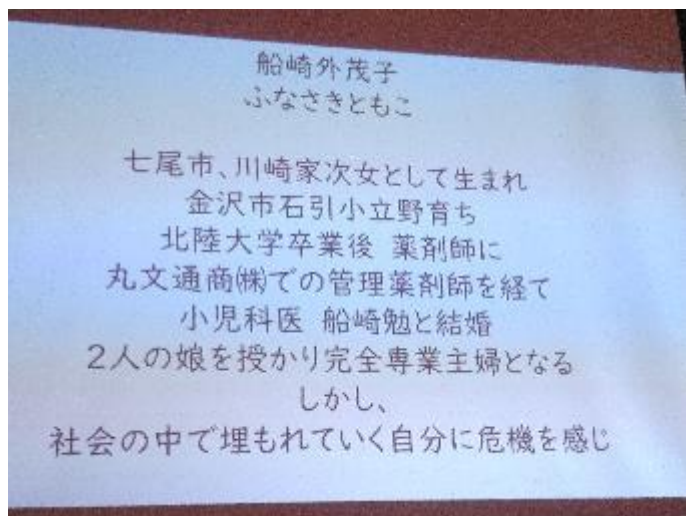 船崎外茂子
ふなさきともこ
七尾市、川崎家次女として生まれ
金沢市石引小立野育ち
北陸大学卒業後 薬剤師に
丸文通商㈱での管理薬剤師を経て
小児科医 船崎勉と結婚
2人の娘を授かり完全専業主婦となる
しかし、
社会の中で埋もれていく自分に危機を感じ